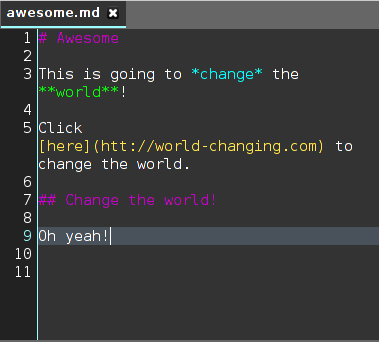 awesome.md ×
1 # Awesome
2
3 This is going to *change* the
**world**!
4
5 Click
[here](htt://world-changing.com) to
change the world.
6
7 ## Change the world!
8
9 Oh yeah!
10
11